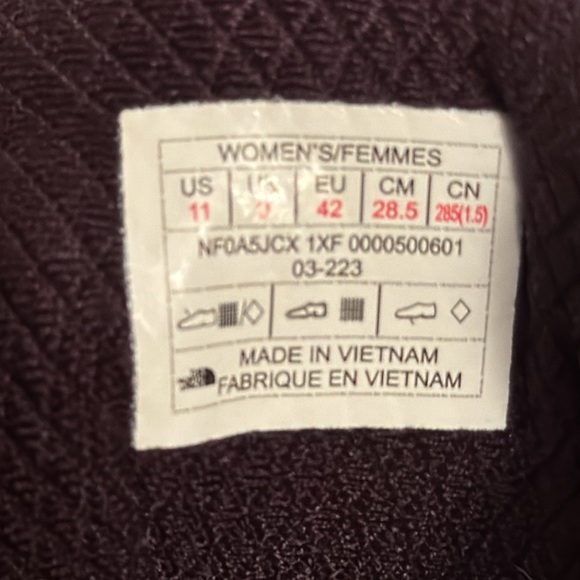 WOMEN'S/FEMMES
US EU CM CN
11 42 28.5 285(1.5)
NF0A5JCX 1XF 0000500601
03-223
MADE IN VIETNAM
FABRIQUE EN VIETNAM